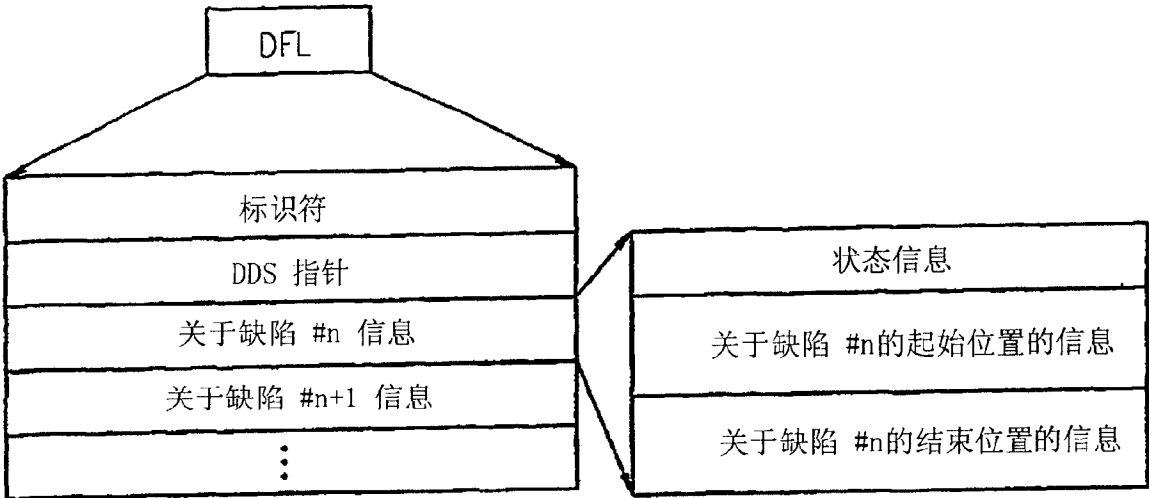 DFL
标识符
DDS 指针
关于缺陷 #n 信息
关于缺陷 #n+1 信息
⋮
状态信息
关于缺陷 #n的起始位置的信息
关于缺陷 #n的结束位置的信息